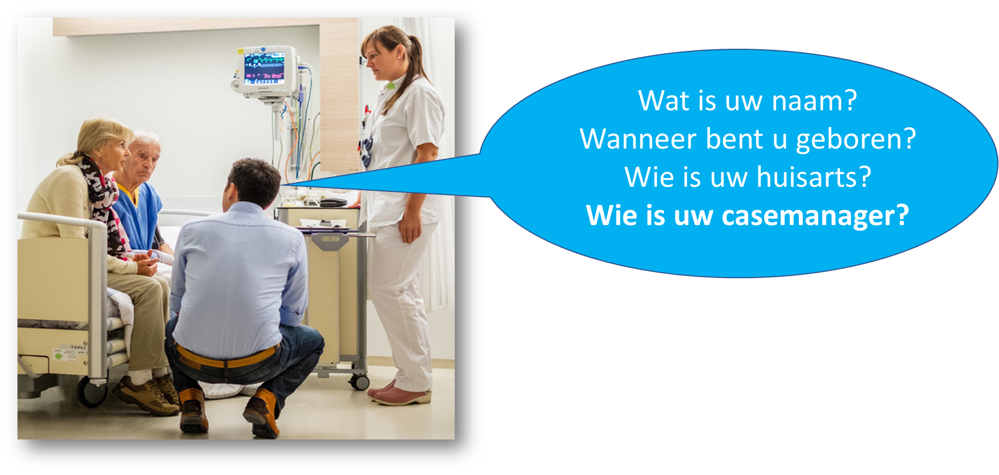 Wat is uw naam?
Wanneer bent u geboren?
Wie is uw huisarts?
Wie is uw casemanager?